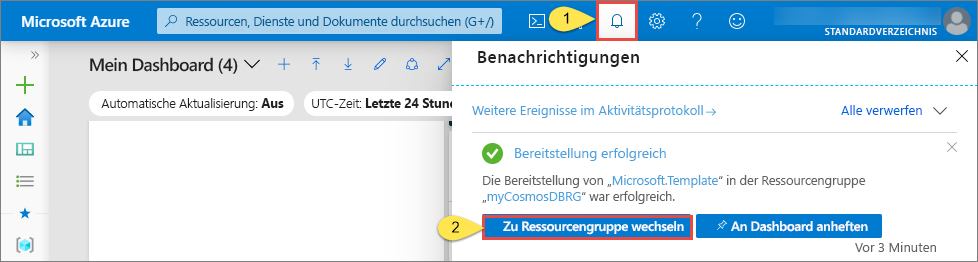 Microsoft Azure
Ressourcen, Dienste und Dokumente durchsuchen (G+/)
1
STANDARDVERZEICHNIS
Mein Dashboard (4)
Benachrichtigungen
Automatische Aktualisierung: Aus
UTC-Zeit: Letzte 24 Stund
Weitere Ereignisse im Aktivitätsprotokoll→
Alle verwerfen
Bereitstellung erfolgreich
Die Bereitstellung von „Microsoft.Template“ in der Ressourcengruppe
„myCosmosDBRG“ war erfolgreich.
2
Zu Ressourcengruppe wechseln
An Dashboard anheften
Vor 3 Minuten